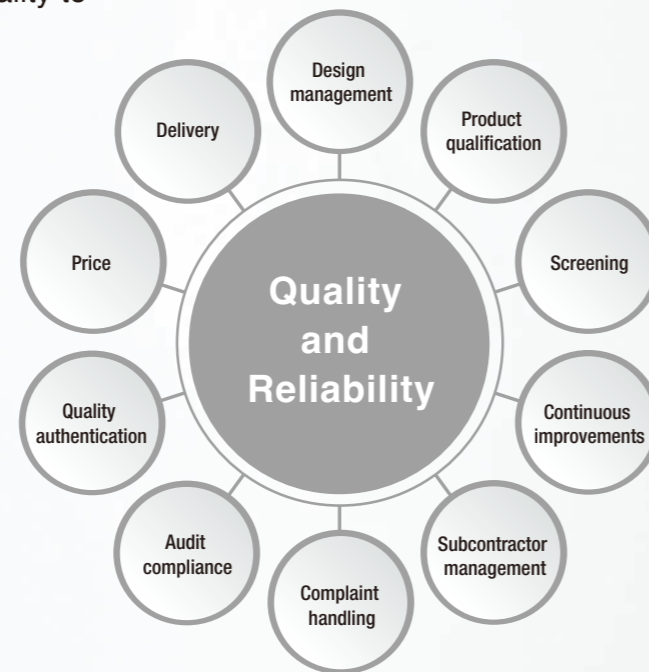 to
Design
management
Product
qualification
Screening
Continuous
improvements
Subcontractor
management
Complaint
handling
Audit
compliance
Quality
authentication
Price
Delivery
Quality
and
Reliability